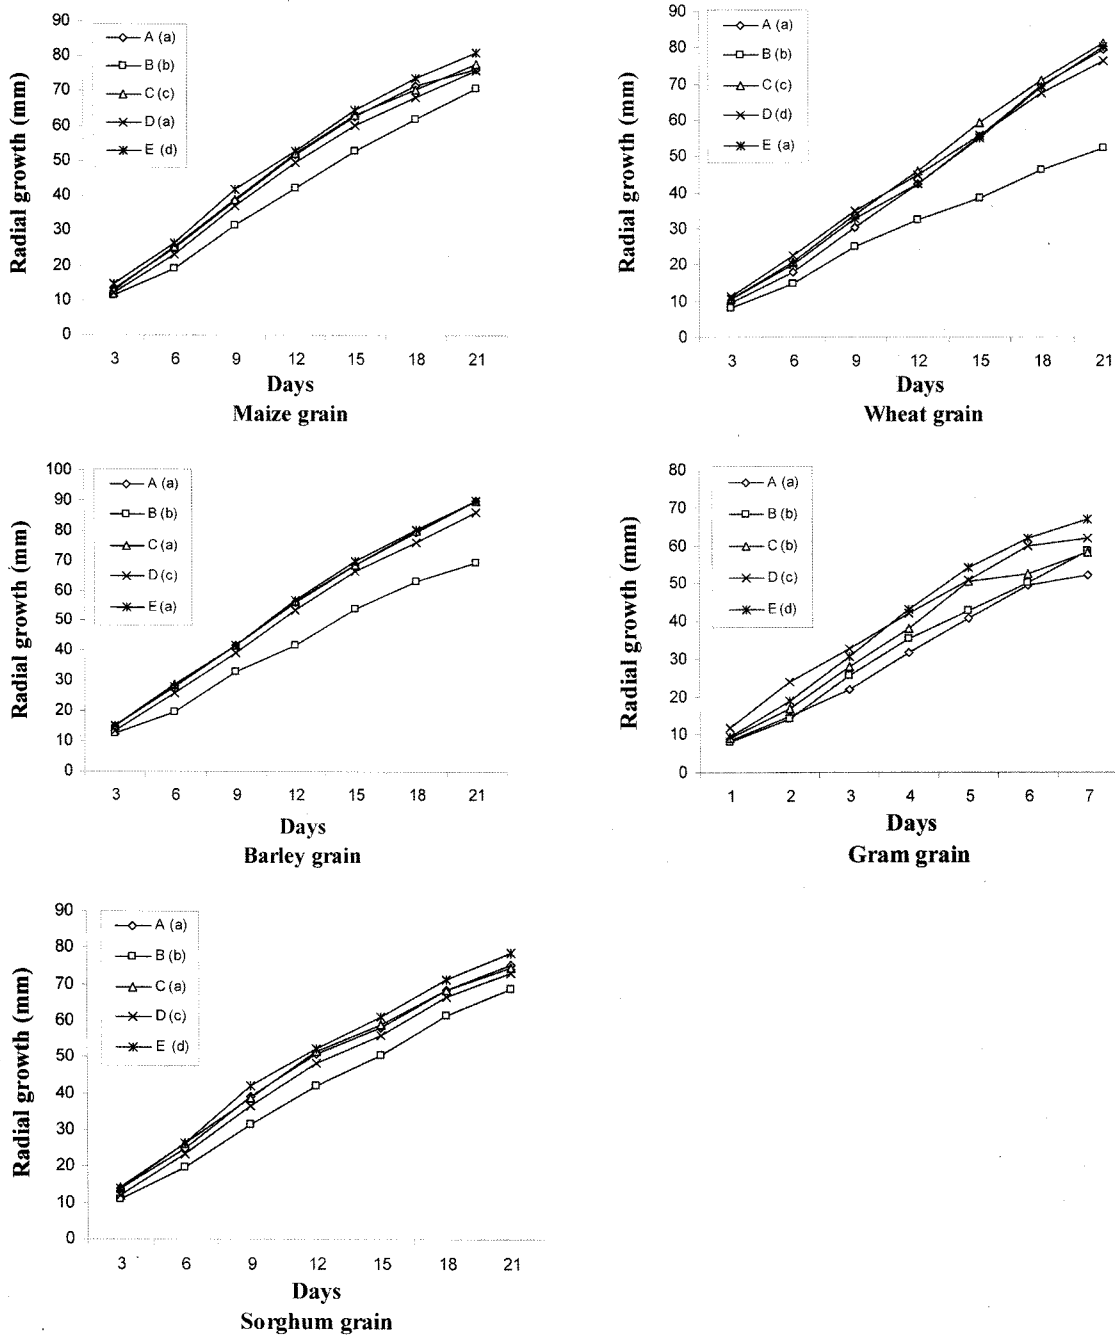 90
80
70
60
50
40
30
20
10
0
Radial growth (mm)
A (a)
B (b)
C (c)
D (a)
E (d)
3 6 9 12 15 18 21
Days
Maize grain
90
80
70
60
50
40
30
20
10
0
Radial growth (mm)
A (a)
B (b)
C (c)
D (d)
E (a)
3 6 9 12 15 18 21
Days
Wheat grain
100
90
80
70
60
50
40
30
20
10
0
Radial growth (mm)
A (a)
B (b)
C (a)
D (c)
E (a)
3 6 9 12 15 18 21
Days
Barley grain
80
70
60
50
40
30
20
10
0
Radial growth (mm)
A (a)
B (b)
C (b)
D (c)
E (d)
1 2 3 4 5 6 7
Days
Gram grain
90
80
70
60
50
40
30
20
10
0
Radial growth (mm)
A (a)
B (b)
C (a)
D (c)
E (d)
3 6 9 12 15 18 21
Days
Sorghum grain